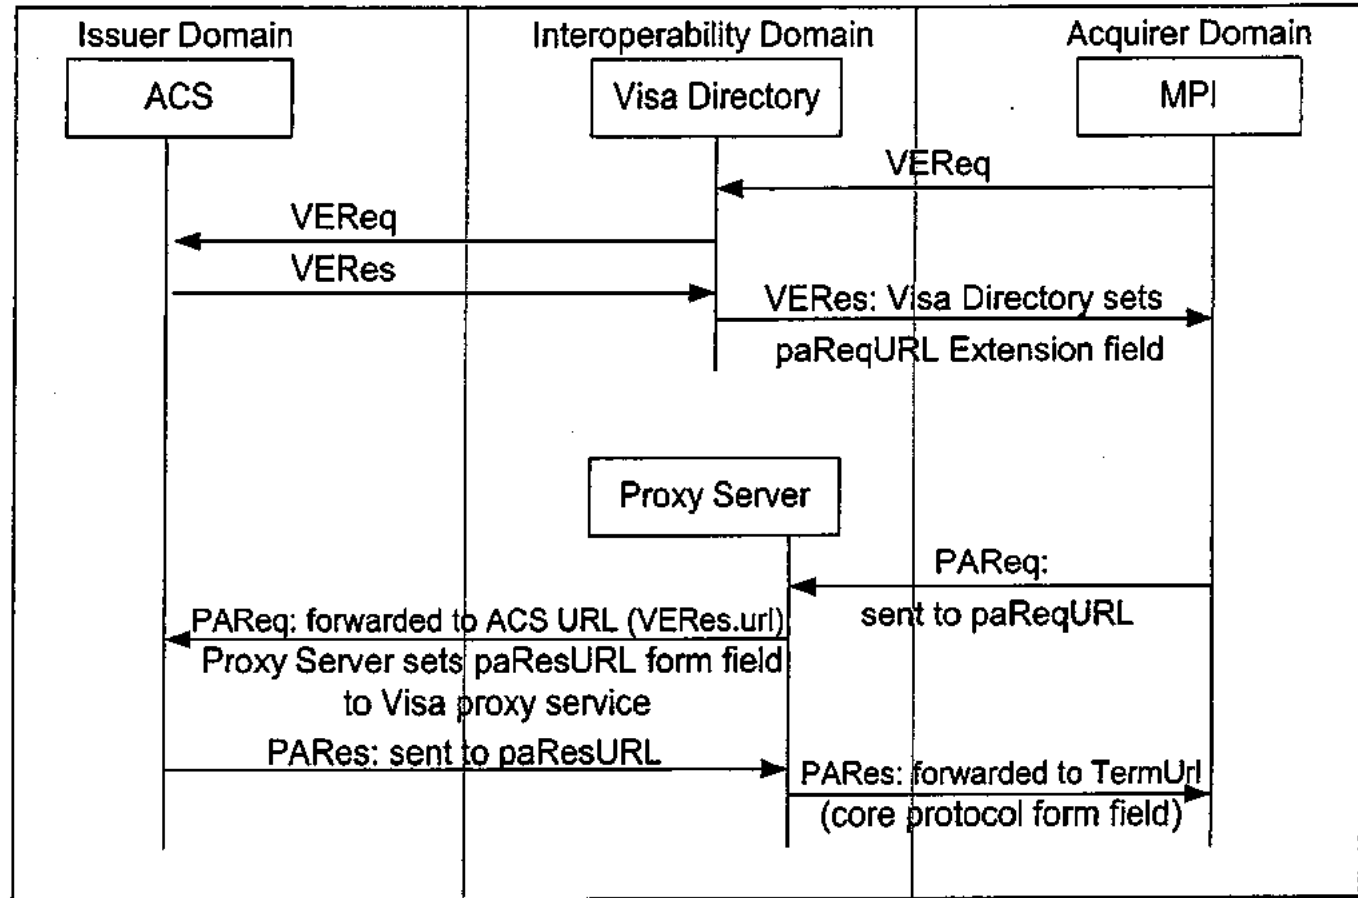 Issuer Domain
Interoperability Domain
Acquirer Domain
ACS
Visa Directory
MPI
VEReq
VEReq
VERes
VERes: Visa Directory sets
paReqURL Extension field
Proxy Server
PAReq:
sent to paReqURL
PAReq: forwarded to ACS URL (VERes.url)
Proxy Server sets paResURL form field
to Visa proxy service
PARes: sent to paResURL
PARes: forwarded to TermUrl
(core protocol form field)